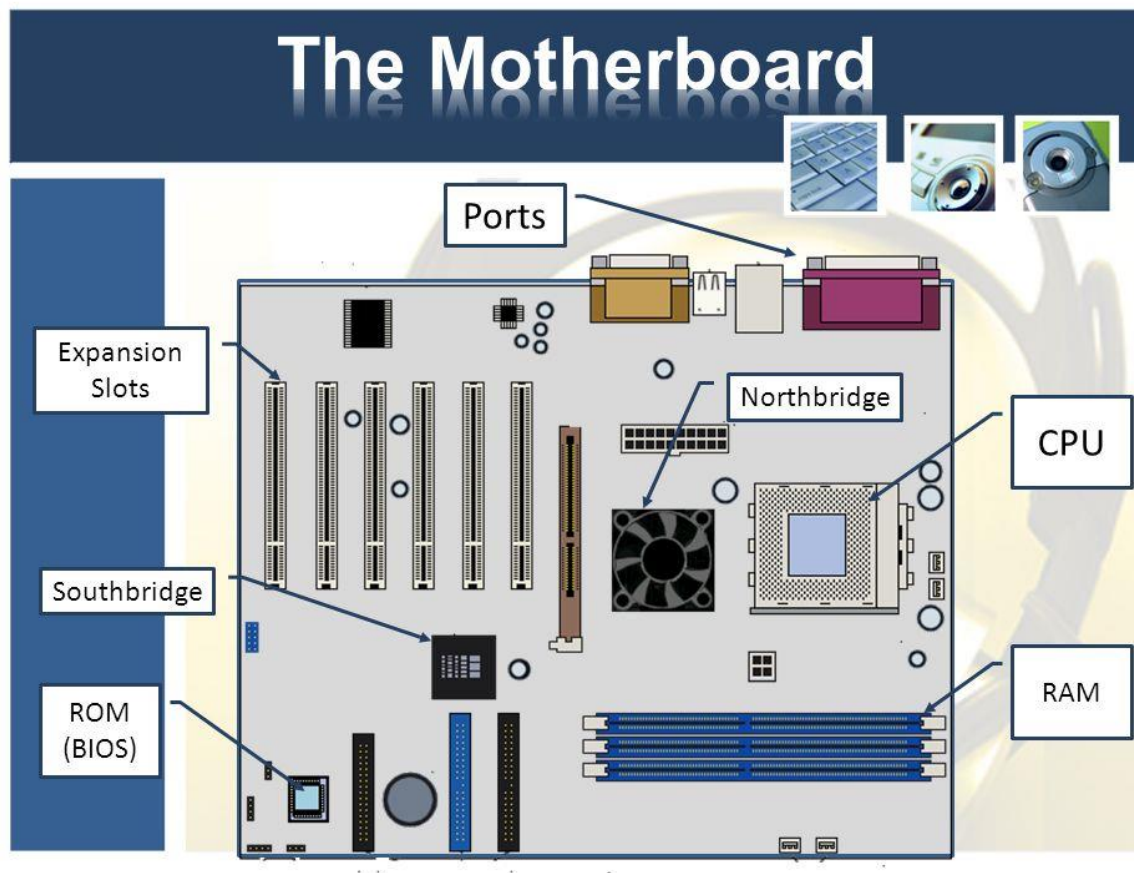 The Motherboard
Ports
Expansion
Slots
Northbridge
CPU
Southbridge
ROM
(BIOS)
RAM